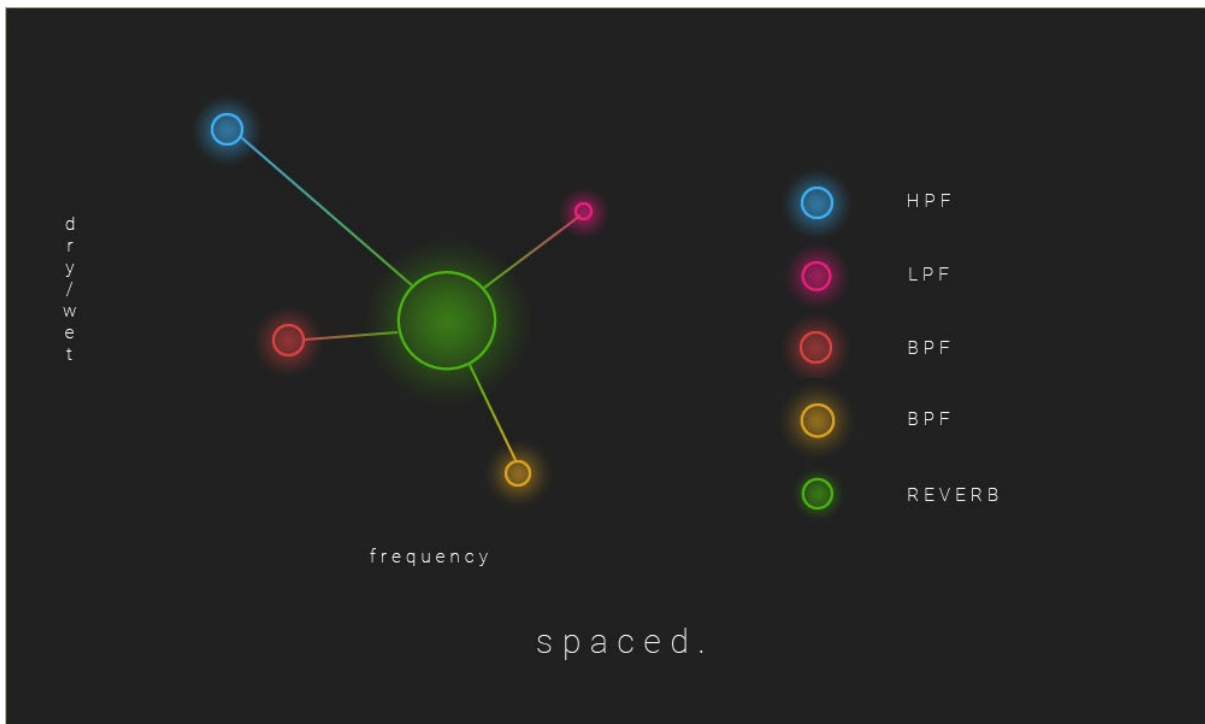 dry/wet
HPF
LPF
BPF
BPF
REVERB
frequency
spaced.